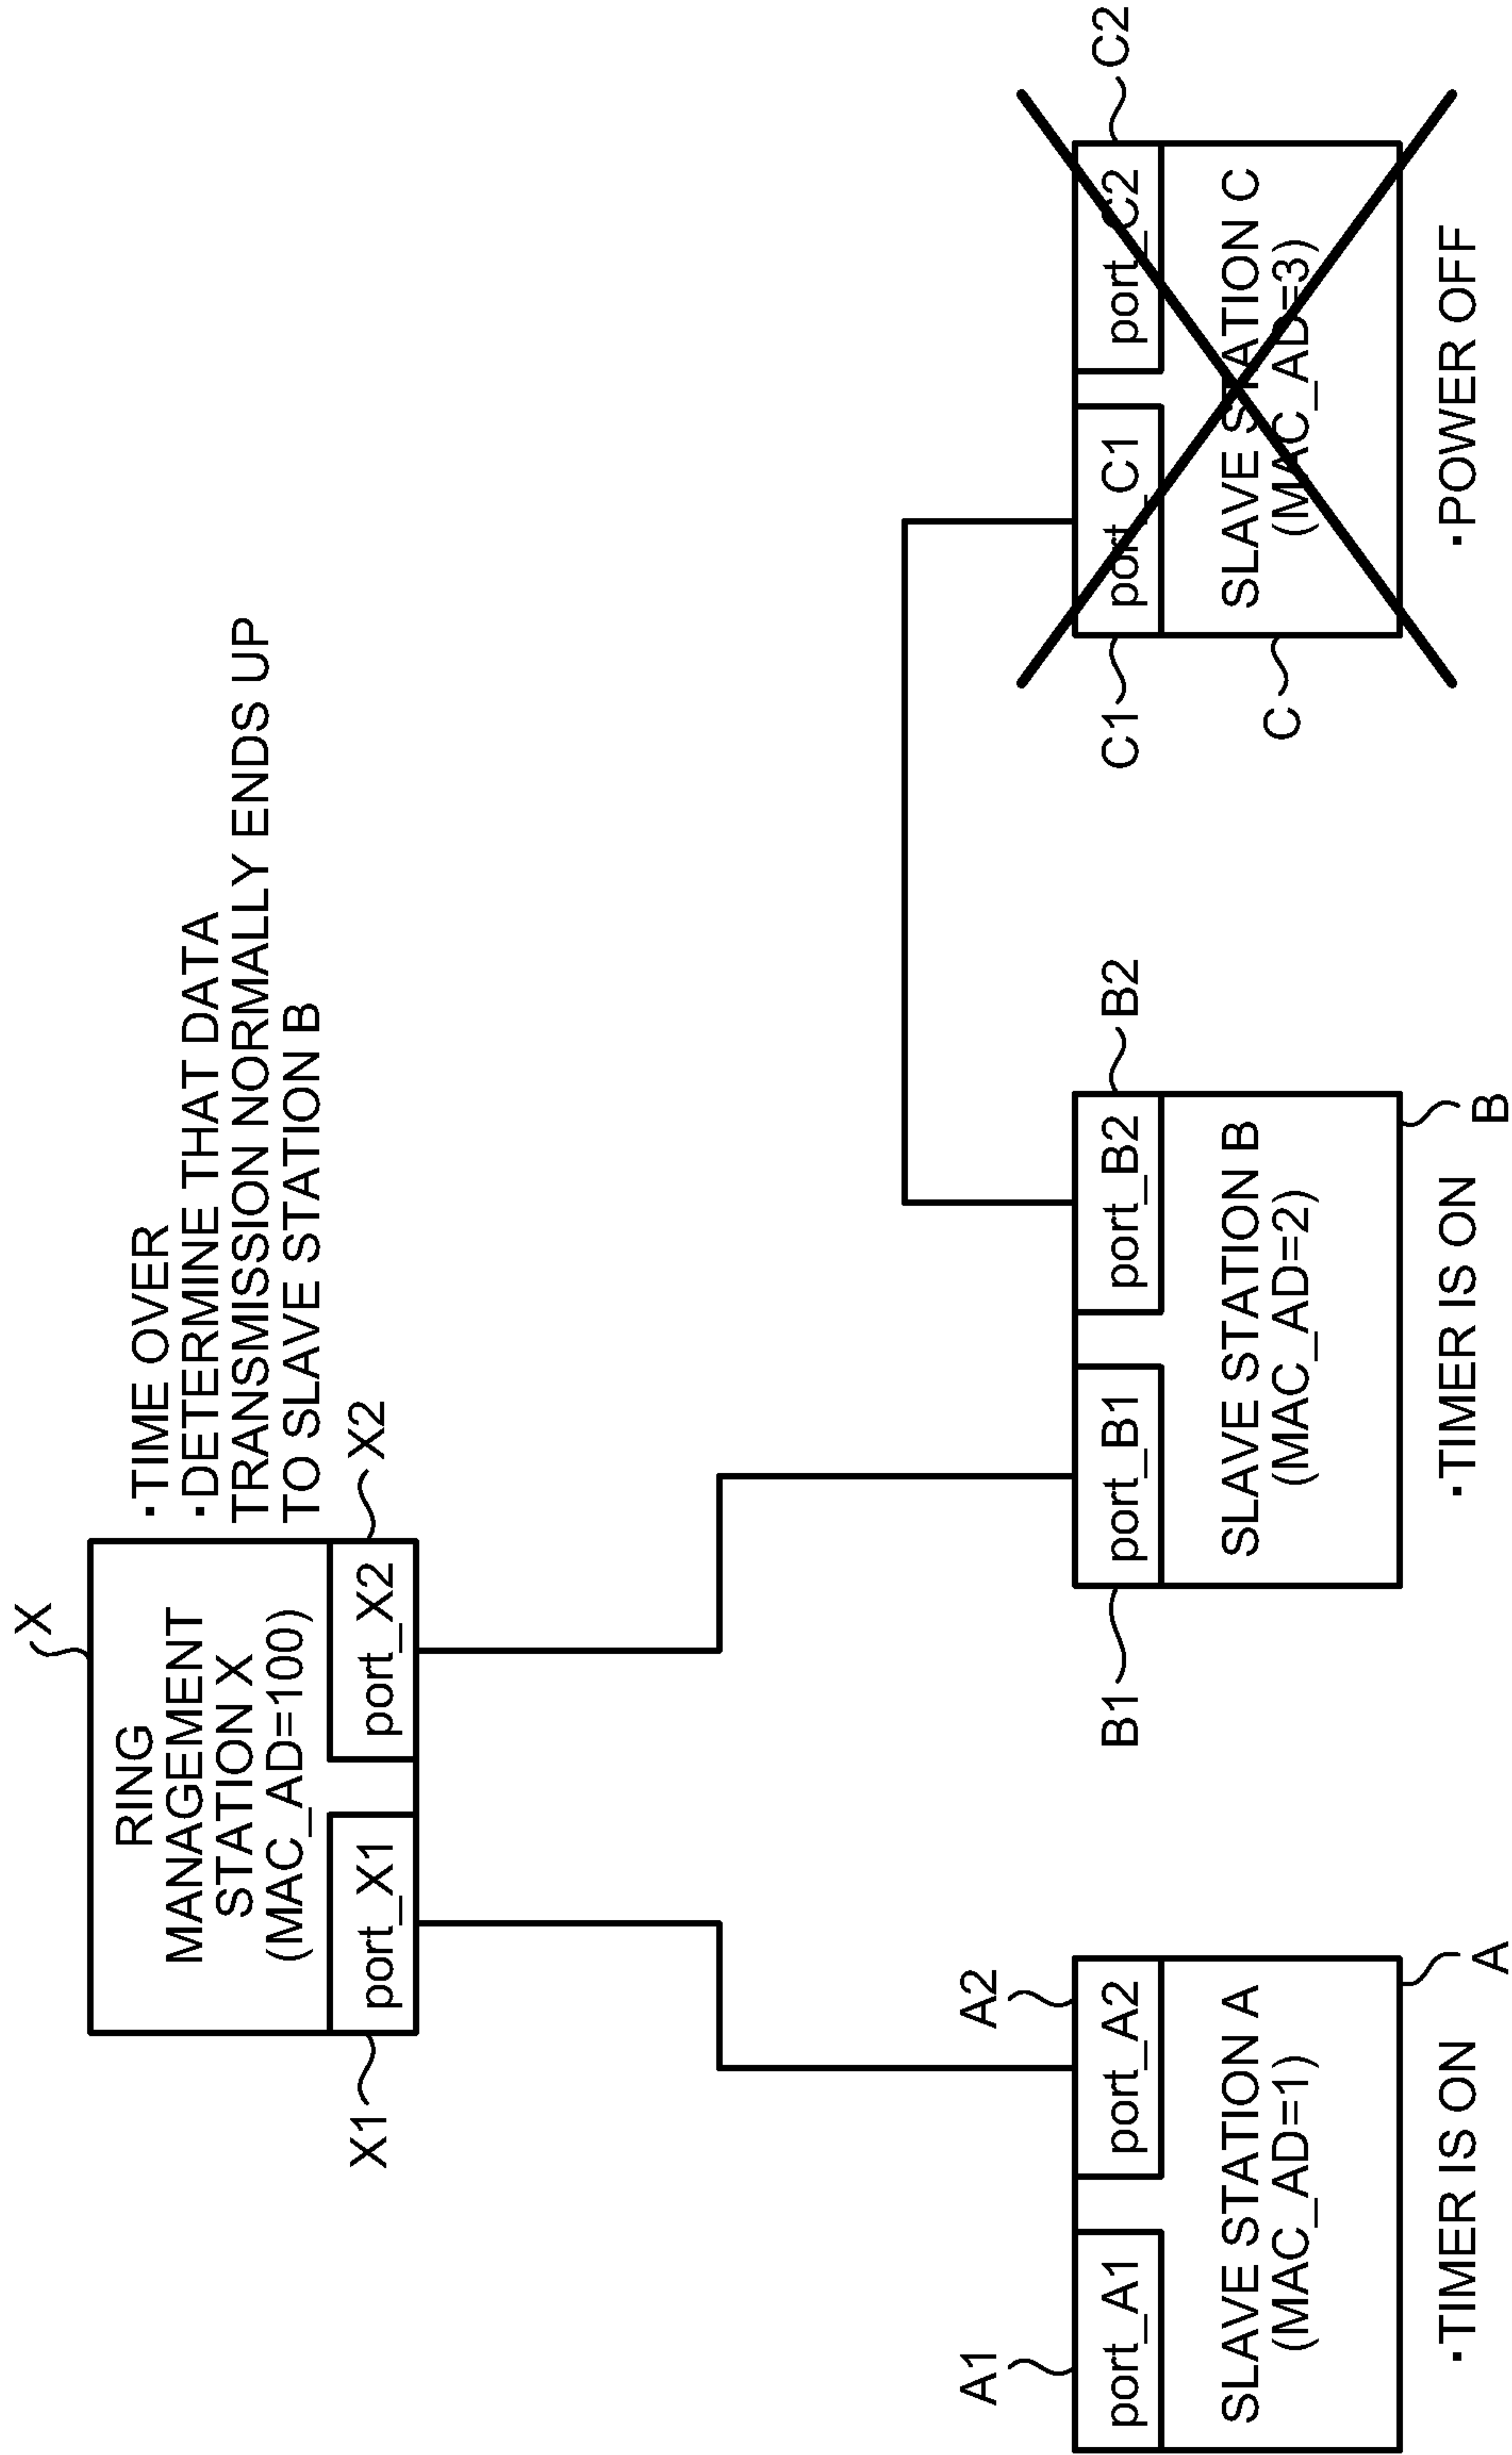 X
RING
MANAGEMENT
STATION X
(MAC_AD=100)
port_X1
port_X2
X1
X2
・TIME OVER
・DETERMINE THAT DATA
TRANSMISSION NORMALLY ENDS UP
TO SLAVE STATION B
A1
A2
port_A1
port_A2
SLAVE STATION A
(MAC_AD=1)
A
・TIMER IS ON
B1
B2
port_B1
port_B2
SLAVE STATION B
(MAC_AD=2)
B
・TIMER IS ON
C1
C2
port_C1
port_C2
SLAVE STATION C
(MAC_AD=3)
C
・POWER OFF